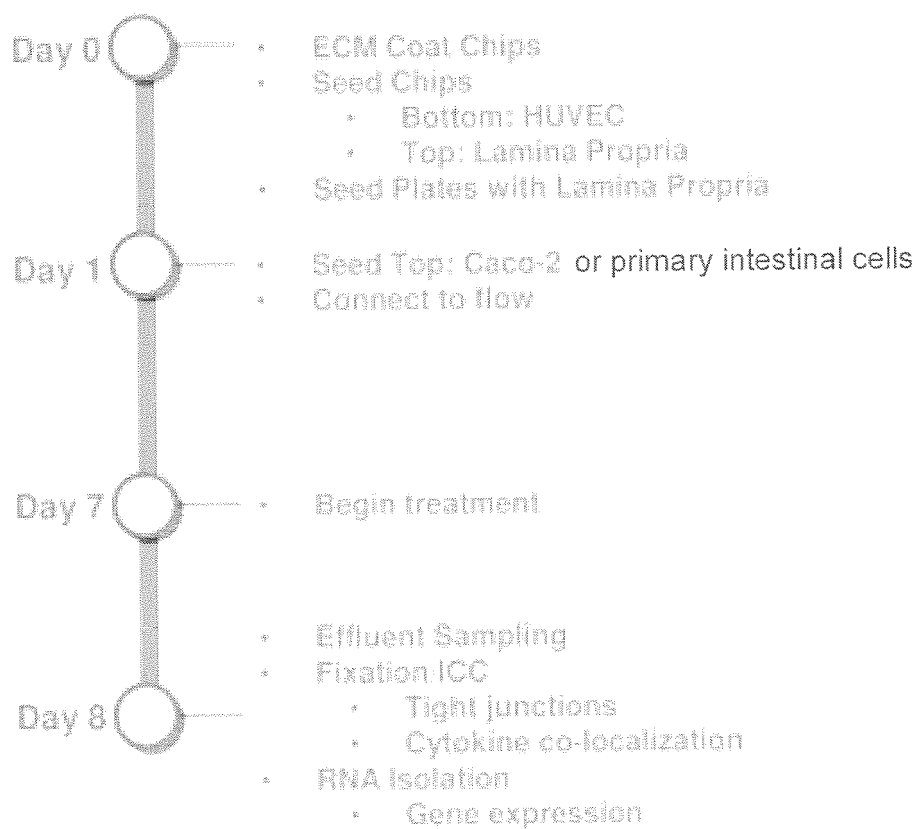 Day 0
ECM Coat Chips
Seed Chips
Bottom: HUVEC
Top: Lamina Propria
Seed Plates with Lamina Propria
Day 1
Seed Top: Caco-2 or primary intestinal cells
Connect to flow
Day 7
Begin treatment
Day 8
Effluent Sampling
Fixation ICC
Tight junctions
Cytokine co-localization
RNA Isolation
Gene expression